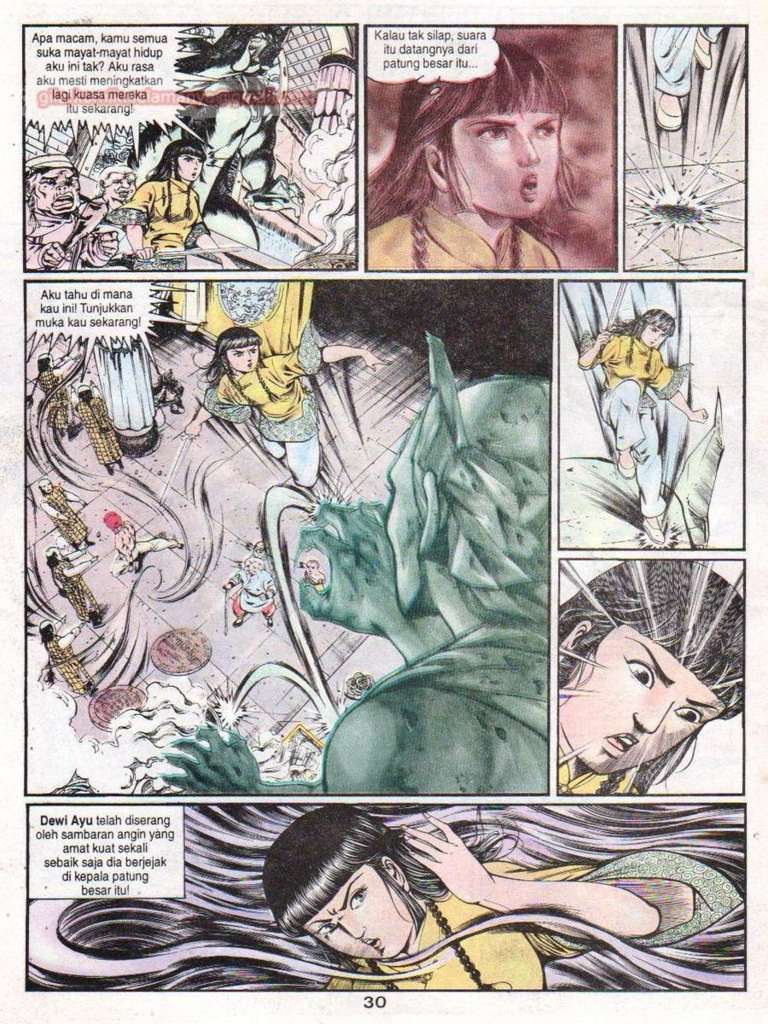 Apa macam, kamu semua
suka mayat-mayat hidup
aku ini tak? Aku rasa
aku mesti meningkatkan
lagi kuasa mereka
itu sekarang!
Kalau tak silap, suara
itu datangnya dari
patung besar itu...
Aku tahu di mana
kau ini! Tunjukkan
muka kau sekarang!
Dewi Ayu telah diserang
oleh sambaran angin yang
amat kuat sekali
sebaik saja dia berjejak
di kepala patung
besar itu!
30